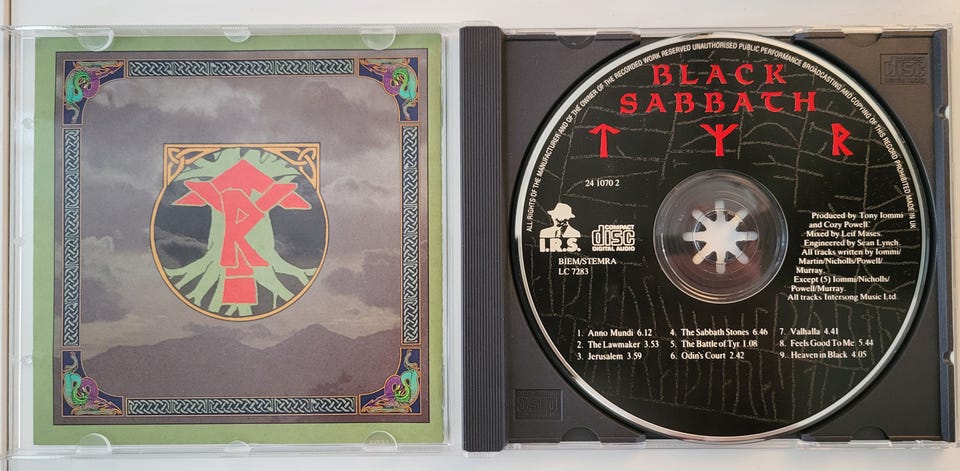 ALL RIGHTS OF THE MANUFACTURER AND OF THE OWNER OF THE RECORDED WORK RESERVED UNAUTHORISED PUBLIC PERFORMANCE BROADCASTING AND COPYING OF THIS RECORD PROHIBITED MADE IN UK
BLACK
SABBATH
ᛏ ᛉ ᚱ
24 1070 2
I.R.S.
COMPACT
disc
DIGITAL AUDIO
BIEM/STEMRA
LC 7283
Produced by Tony Iommi
and Cozy Powell.
Mixed by Leif Mases.
Engineered by Sean Lynch.
All tracks written by Iommi/
Martin/Nicholls/Powell/
Murray.
Except (5) Iommi/Nicholls/
Powell/Murray.
All tracks Intersong Music Ltd.
1. Anno Mundi 6.12
2. The Lawmaker 3.53
3. Jerusalem 3.59
4. The Sabbath Stones 6.46
5. The Battle of Tyr 1.08
6. Odin's Court 2.42
7. Valhalla 4.41
8. Feels Good To Me 5.44
9. Heaven in Black 4.05
disc